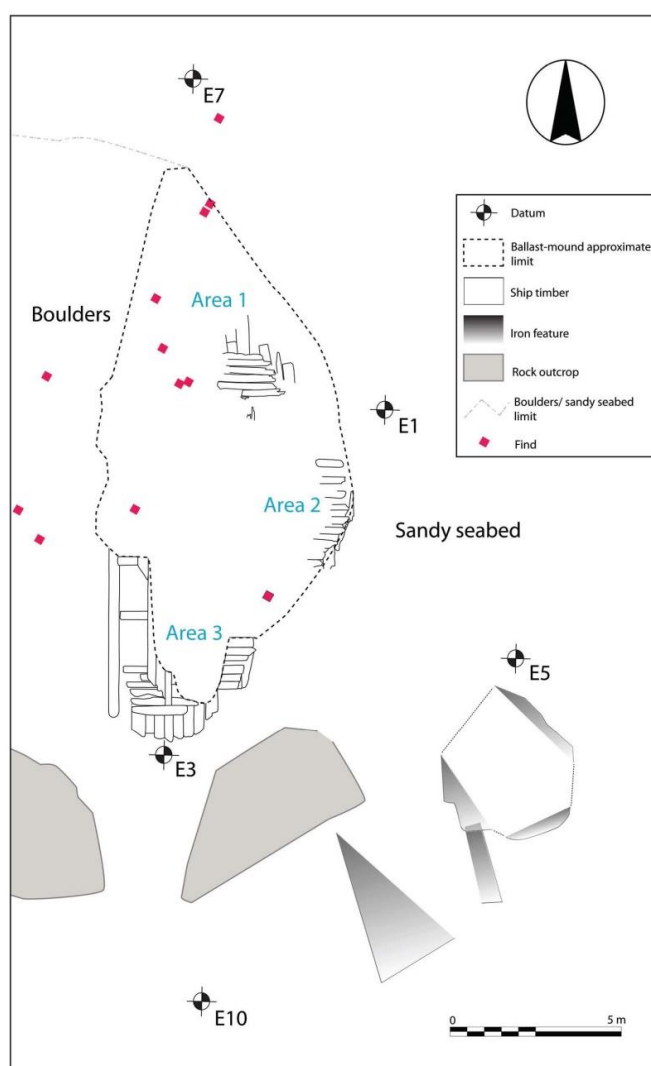 E7
Datum
Ballast-mound approximate
limit
Ship timber
Iron feature
Rock outcrop
Boulders/ sandy seabed
limit
Find
Area 1
Boulders
E1
Area 2
Sandy seabed
Area 3
E5
E3
E10
0
5 m